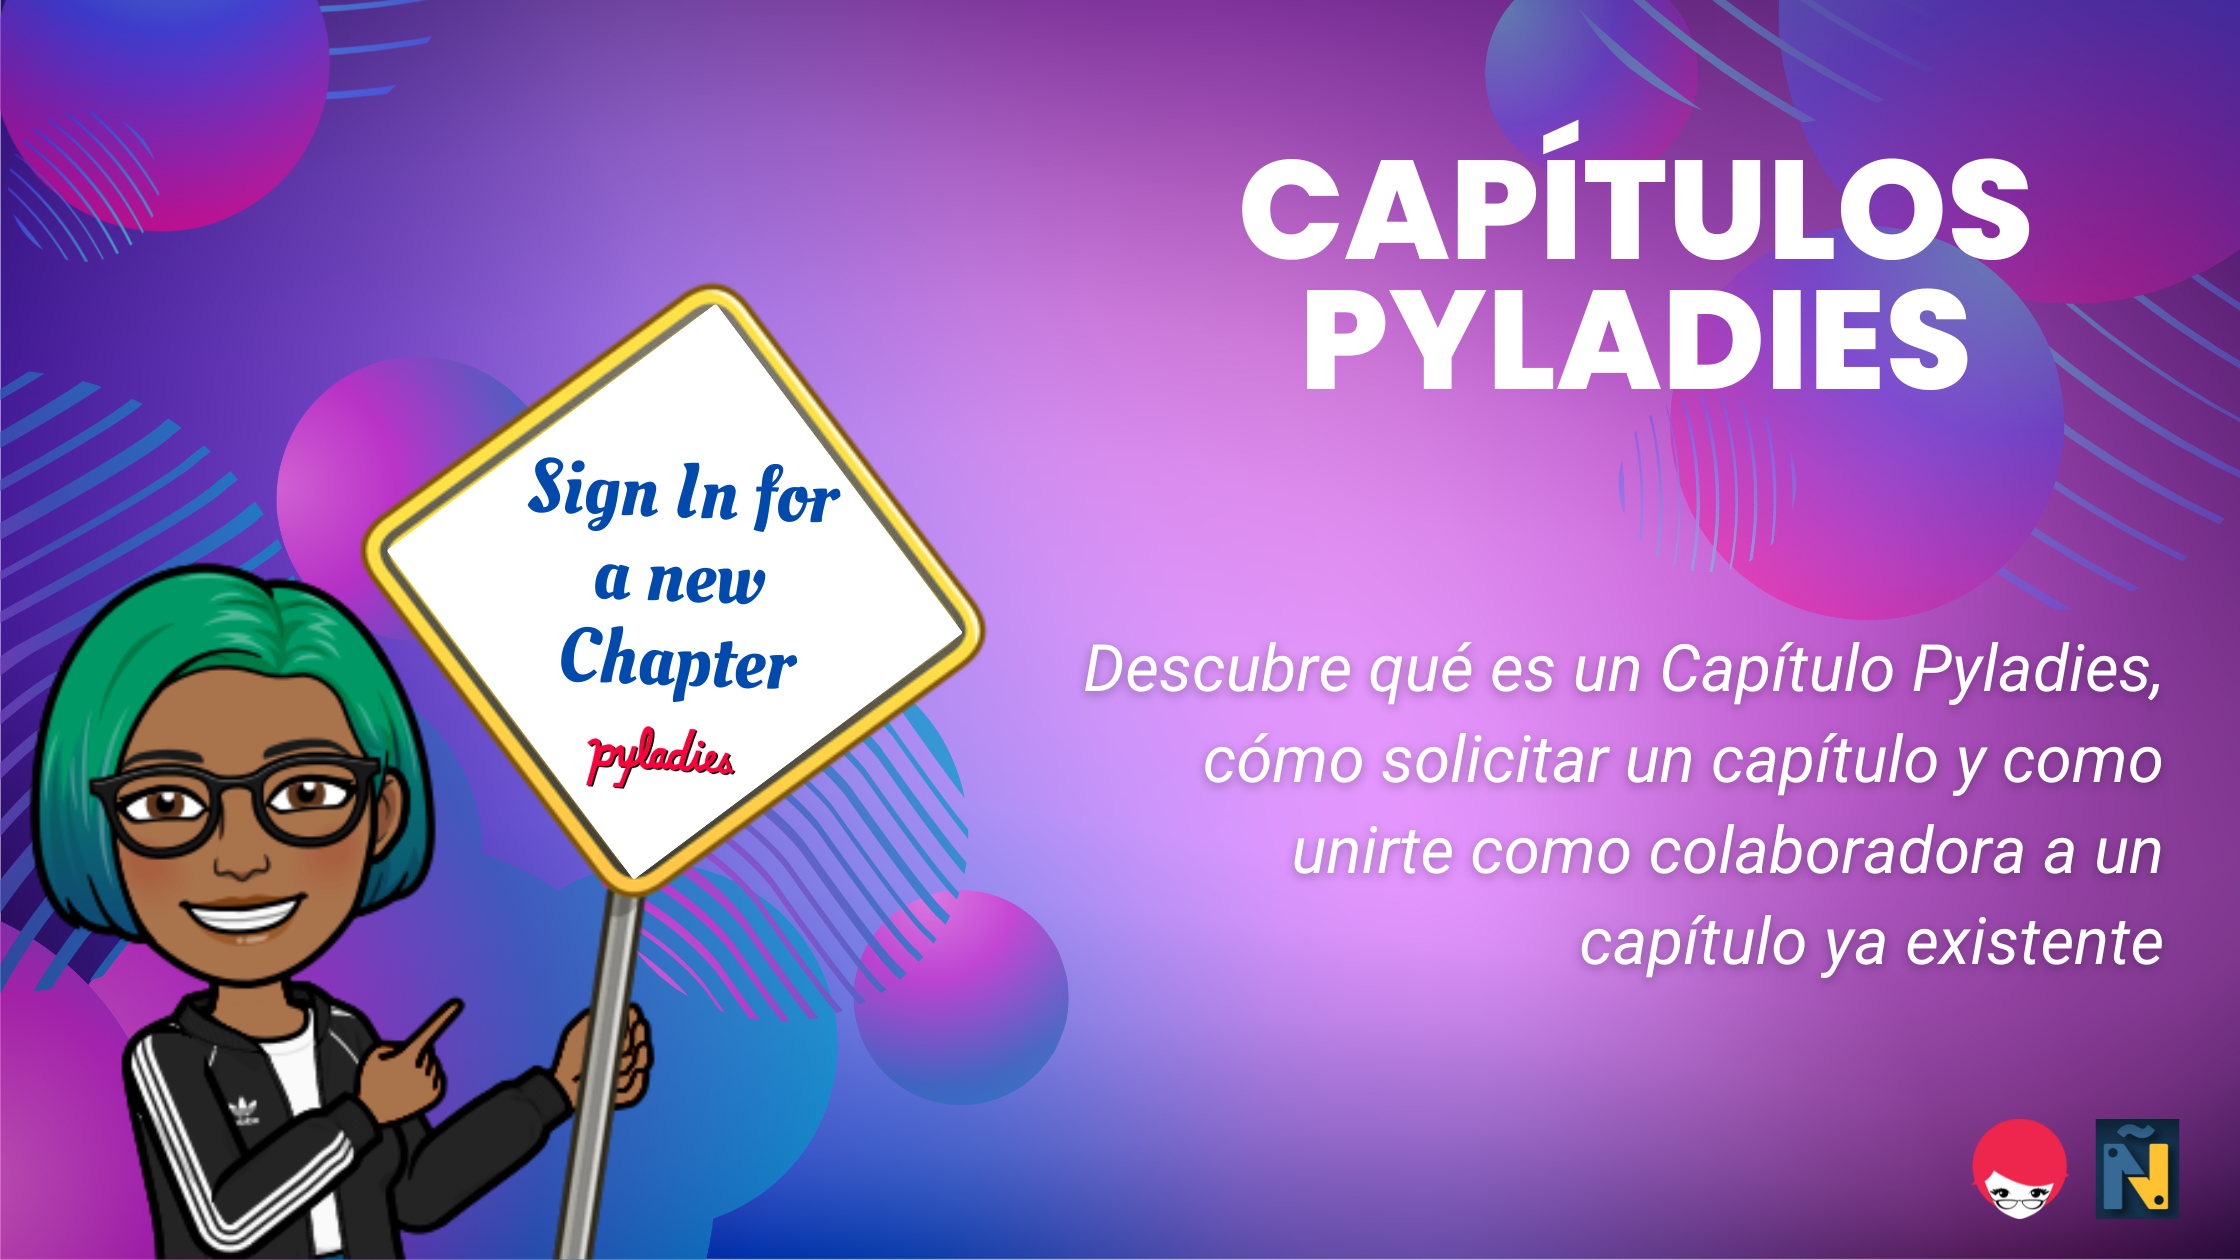 CAPÍTULOS
PYLADIES
Sign In for
a new
Chapter
pyladies
Descubre qué es un Capítulo Pyladies,
cómo solicitar un capítulo y como
unirte como colaboradora a un
capítulo ya existente
Ñ